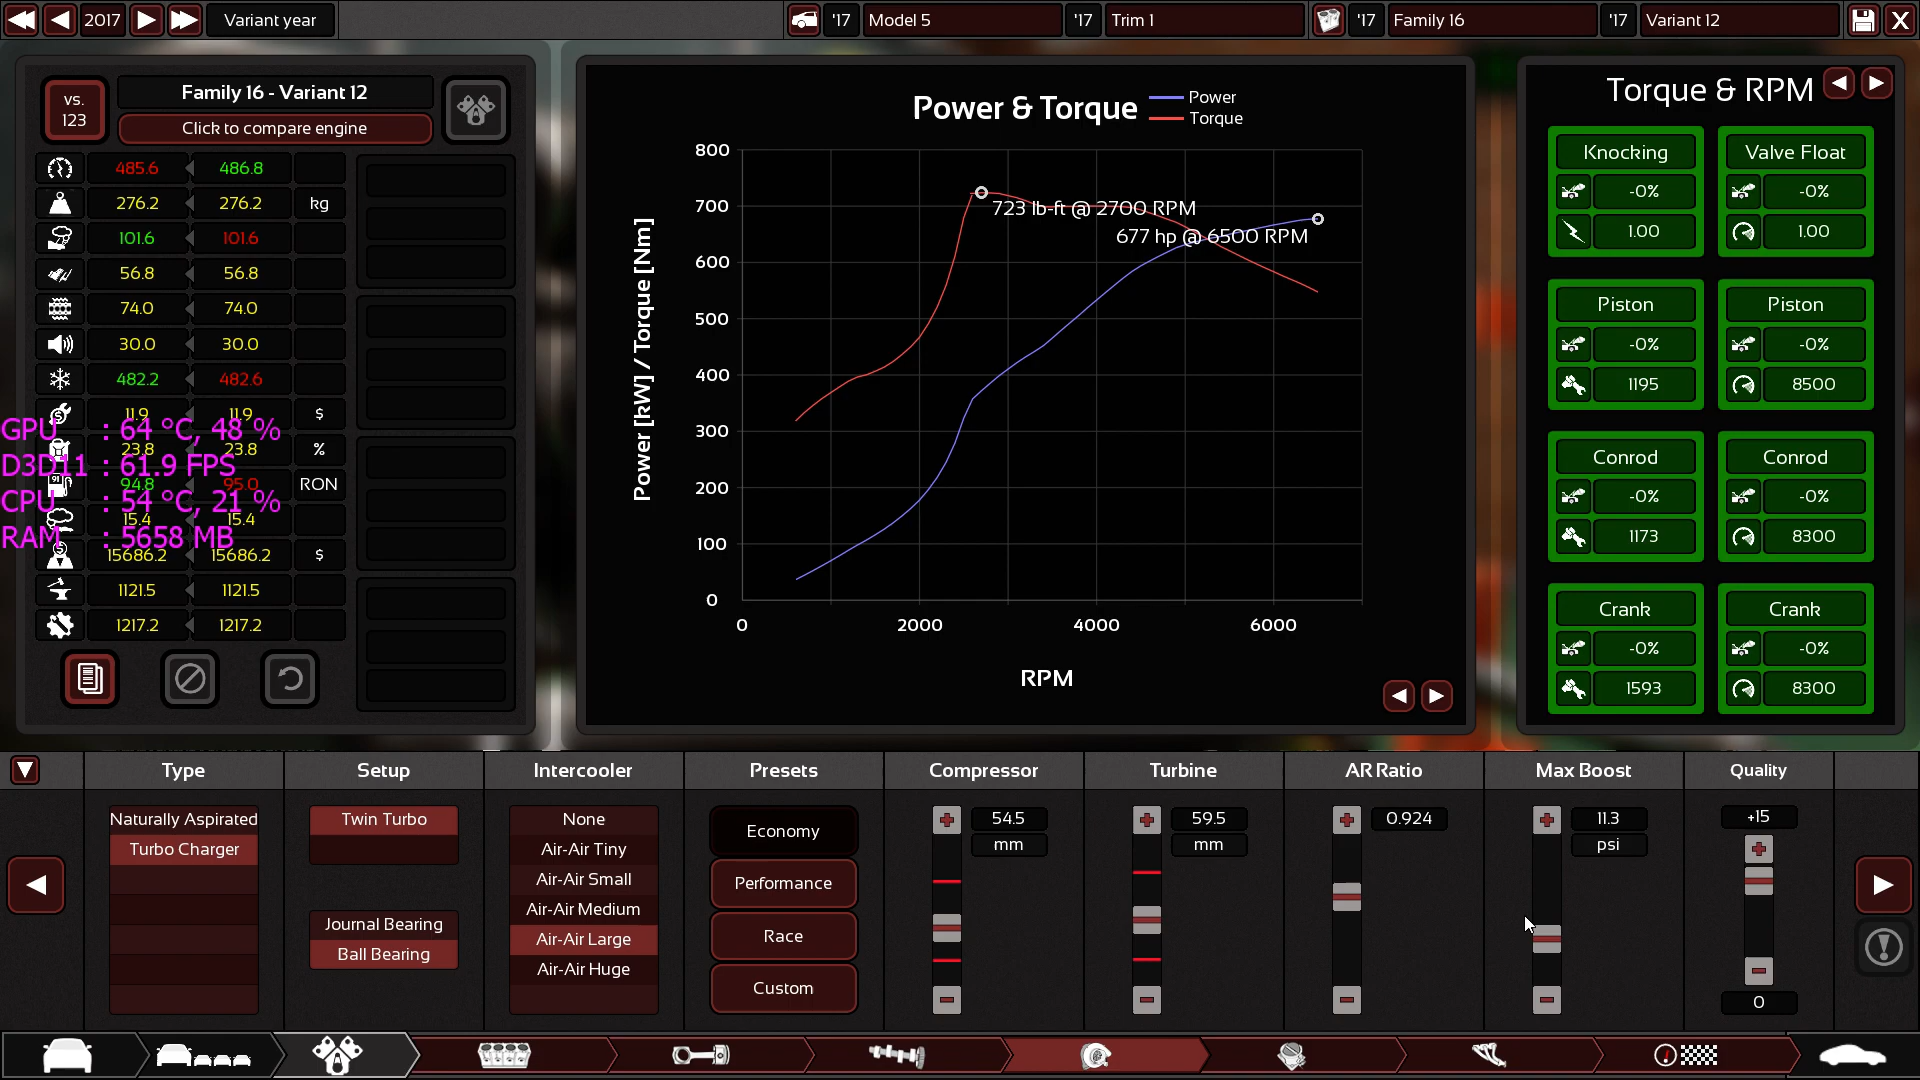 2017
Variant year
'17
Model 5
'17
Trim 1
'17
Family 16
'17
Variant 12
X
vs.
123
Family 16 - Variant 12
Click to compare engine
485.6 486.8
276.2 276.2 kg
101.6 101.6
56.8 56.8
74.0 74.0
30.0 30.0
482.2 482.6
11.9 11.9 $
23.8 23.8 %
94.8 95.0 RON
15.4 15.4
15686.2 15686.2 $
1121.5 1121.5
1217.2 1217.2
GPU : 64 °C, 48 %
D3D11 : 61.9 FPS
CPU : 54 °C, 21 %
RAM : 5658 MB
Power & Torque
Power
Torque
Power [kW] / Torque [Nm]
800
700
600
500
400
300
200
100
0
723 lb-ft @ 2700 RPM
677 hp @ 6500 RPM
0 2000 4000 6000
RPM
Torque & RPM
Knocking
-0%
1.00
Valve Float
-0%
1.00
Piston
-0%
1195
Piston
-0%
8500
Conrod
-0%
1173
Conrod
-0%
8300
Crank
-0%
1593
Crank
-0%
8300
Type
Naturally Aspirated
Turbo Charger
Setup
Twin Turbo
Journal Bearing
Ball Bearing
Intercooler
None
Air-Air Tiny
Air-Air Small
Air-Air Medium
Air-Air Large
Air-Air Huge
Presets
Economy
Performance
Race
Custom
Compressor
54.5
mm
Turbine
59.5
mm
AR Ratio
0.924
Max Boost
11.3
psi
Quality
+15
0